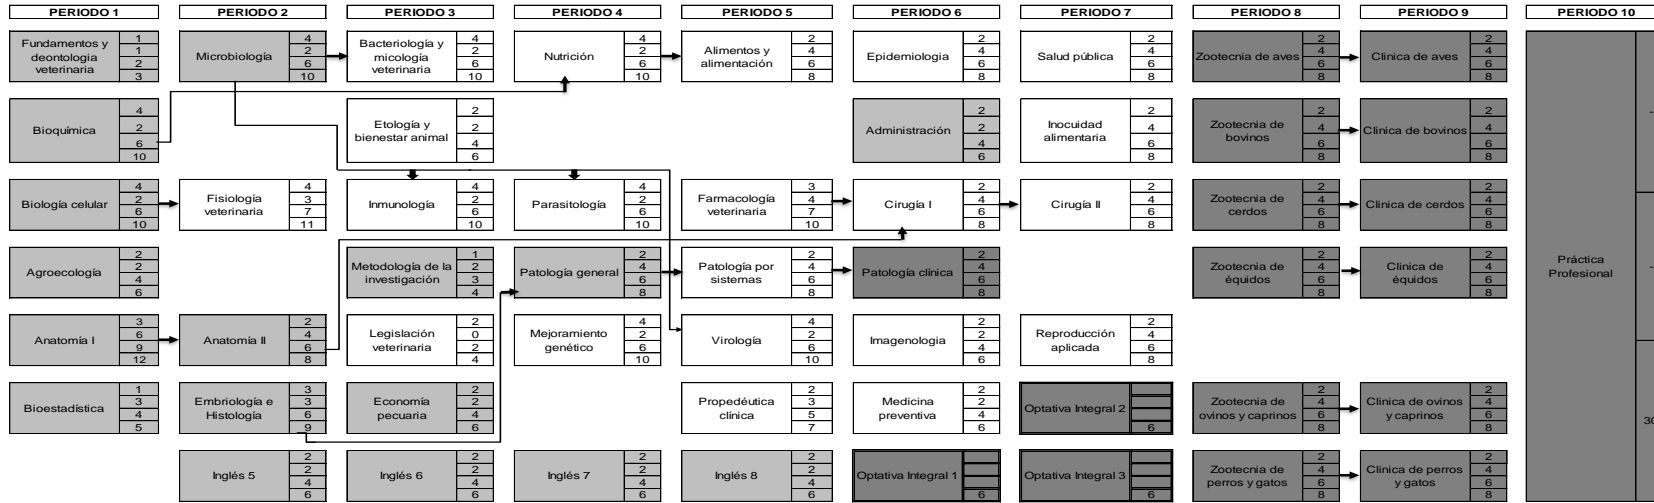 PERIODO 1
PERIODO 2
PERIODO 3
PERIODO 4
PERIODO 5
PERIODO 6
PERIODO 7
PERIODO 8
PERIODO 9
PERIODO 10
Fundamentos y
deontologia
veterinaria
1
1
2
3
Microbiología
4
2
6
10
Bacteriología y
micología
veterinaria
4
2
6
10
Nutrición
4
2
6
10
Alimentos y
alimentación
2
4
6
8
Epidemiologia
2
4
6
8
Salud pública
2
4
6
8
Zootecnia de aves
2
4
6
8
Clinica de aves
2
4
6
8
Bioquímica
4
2
6
10
Etología y
bienestar animal
2
2
4
6
Administración
2
2
4
6
Inocuidad
alimentaria
2
4
6
8
Zootecnia de
bovinos
2
4
6
8
Clinica de bovinos
2
4
6
8
Biología celular
4
2
6
10
Fisiología
veterinaria
4
3
7
11
Inmunología
4
2
6
10
Parasitología
4
2
6
10
Farmacología
veterinaria
3
4
7
10
Cirugía I
2
4
6
8
Cirugía II
2
4
6
8
Zootecnia de
cerdos
2
4
6
8
Clinica de cerdos
2
4
6
8
Agroecología
2
2
4
6
Metodología de la
investigación
1
2
3
4
Patología general
2
4
6
8
Patología por
sistemas
2
4
6
8
Patología clínica
2
4
6
8
Zootecnia de
équidos
2
4
6
8
Clinica de
équidos
2
4
6
8
Práctica
Profesional
-
-
30
Anatomía I
3
6
9
12
Anatomía II
2
4
6
8
Legislación
veterinaria
2
0
2
4
Mejoramiento
genético
4
2
6
10
Virología
4
2
6
10
Imagenologia
2
2
4
6
Reproducción
aplicada
2
4
6
8
Bioestadística
1
3
4
5
Embriología e
Histología
3
3
6
9
Economía
pecuaria
2
2
4
6
Propedéutica
clínica
2
3
5
7
Medicina
preventiva
2
2
4
6
Optativa Integral 2
6
Zootecnia de
ovinos y caprinos
2
4
6
8
Clinica de ovinos
y caprinos
2
4
6
8
Inglés 5
2
2
4
6
Inglés 6
2
2
4
6
Inglés 7
2
2
4
6
Inglés 8
2
2
4
6
Optativa Integral 1
6
Optativa Integral 3
6
Zootecnia de
perros y gatos
2
4
6
8
Clinica de perros
y gatos
2
4
6
8